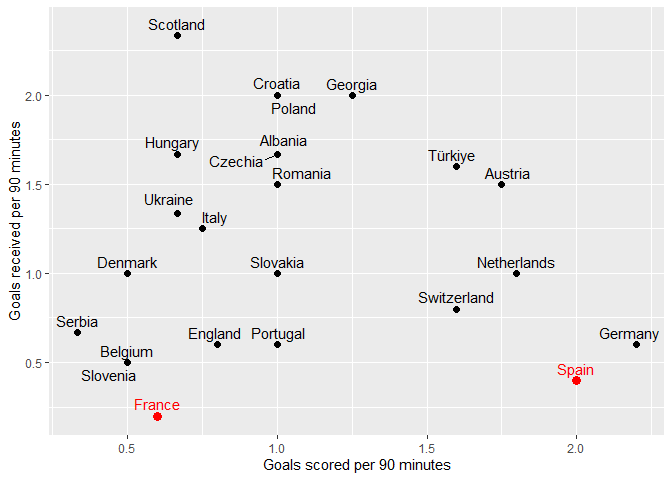 Scotland
Croatia
Georgia
2.0
Poland
Hungary
Albania
Czechia
Türkiye
Romania
Austria
1.5
Ukraine
Italy
Denmark
Slovakia
Netherlands
1.0
Switzerland
Serbia
England
Portugal
Germany
Belgium
0.5
Spain
Slovenia
France
0.5
1.0
1.5
2.0
Goals scored per 90 minutes
Goals received per 90 minutes